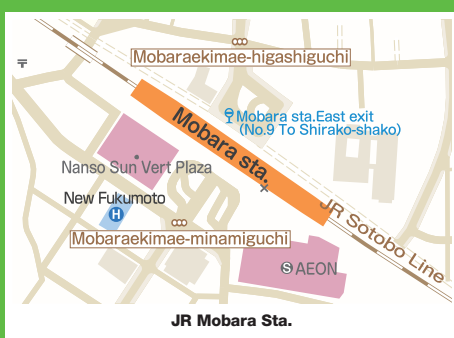 〒
Mobaraekimae-higashiguchi
Mobara sta.East exit
(No.9 To Shirako-shako)
Mobara sta.
Nanso Sun Vert Plaza
New Fukumoto
H
Mobaraekimae-minamiguchi
JR Sotobo Line
S AEON
JR Mobara Sta.